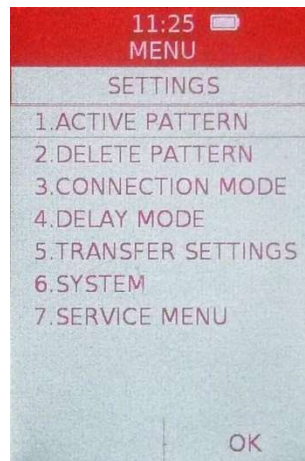 11:25
MENU
SETTINGS
1.ACTIVE PATTERN
2.DELETE PATTERN
3.CONNECTION MODE
4.DELAY MODE
5.TRANSFER SETTINGS
6.SYSTEM
7.SERVICE MENU
OK